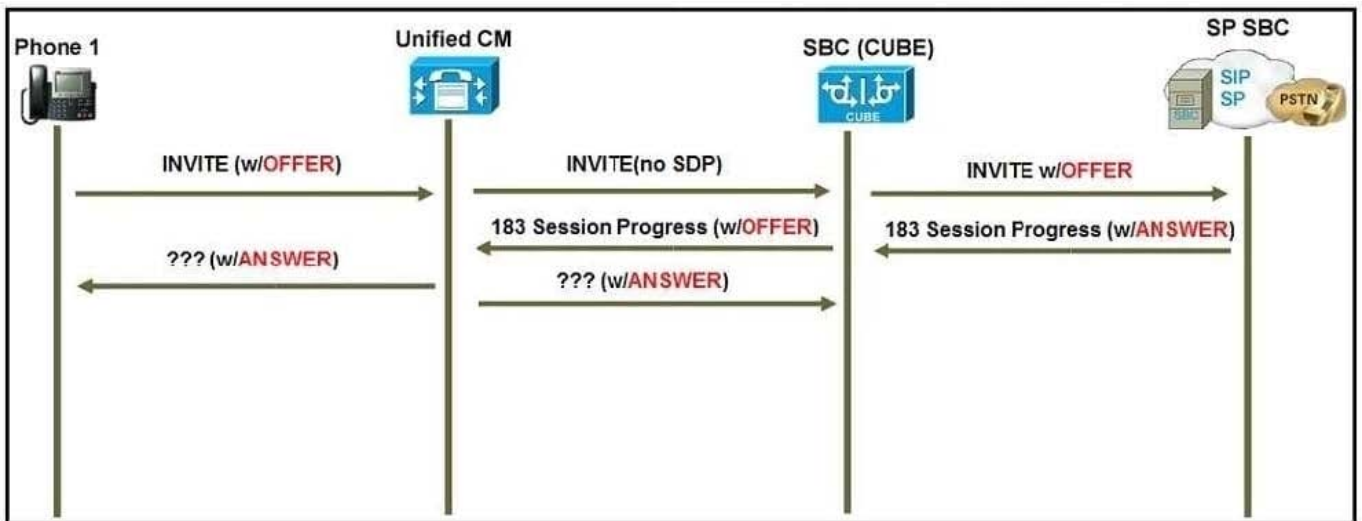 Phone 1
Unified CM
SBC (CUBE)
SP SBC
CUBE
SBC
SIP
SP
PSTN
INVITE (w/OFFER)
INVITE(no SDP)
INVITE w/OFFER
183 Session Progress (w/OFFER)
183 Session Progress (w/ANSWER)
??? (w/ANSWER)
??? (w/ANSWER)